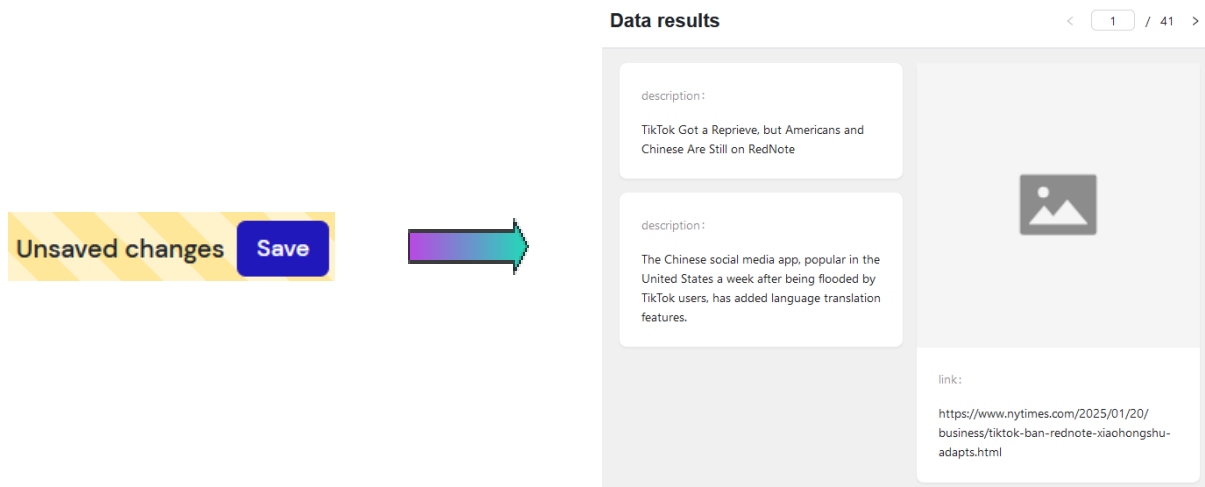 Unsaved changes Save
Data results
< 1 / 41 >
description:
TikTok Got a Reprieve, but Americans and
Chinese Are Still on RedNote
description:
The Chinese social media app, popular in the
United States a week after being flooded by
TikTok users, has added language translation
features.
link:
https://www.nytimes.com/2025/01/20/
business/tiktok-ban-rednote-xiaohongshu-
adapts.html